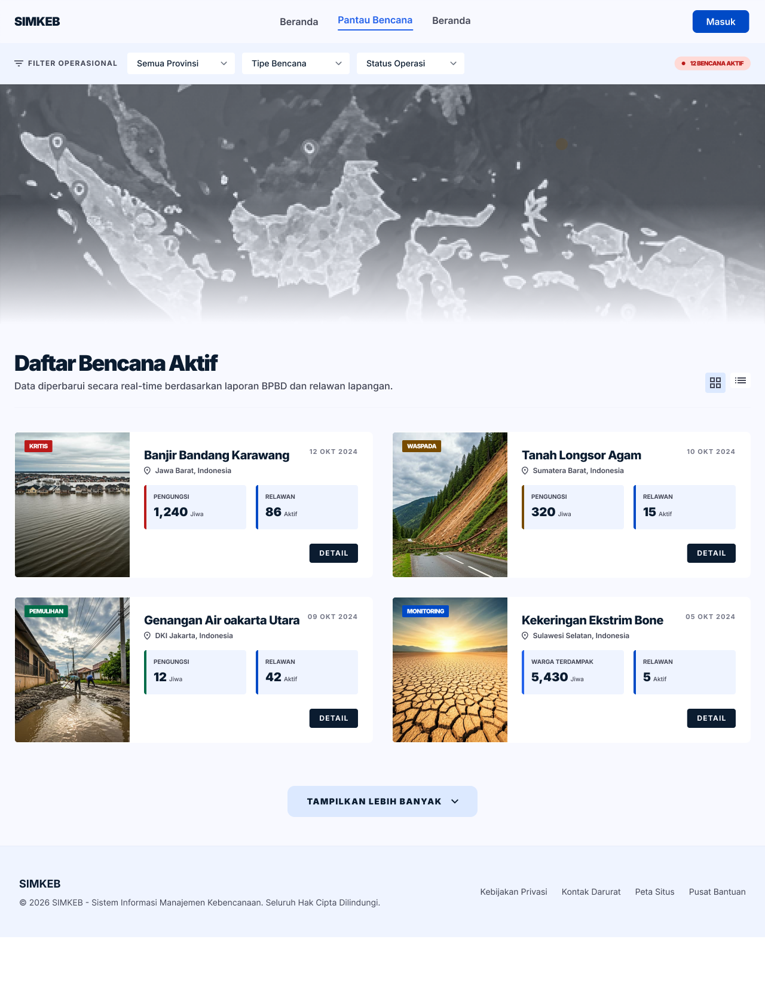 SIMKEB
Beranda
Pantau Bencana
Beranda
Masuk
FILTER OPERASIONAL
Semua Provinsi
Tipe Bencana
Status Operasi
12 BENCANA AKTIF
Daftar Bencana Aktif
Data diperbarui secara real-time berdasarkan laporan BPBD dan relawan lapangan.
KRITIS
Banjir Bandang Karawang
12 OKT 2024
Jawa Barat, Indonesia
PENGUNGSI
1,240 Jiwa
RELAWAN
86 Aktif
DETAIL
WASPADA
Tanah Longsor Agam
10 OKT 2024
Sumatera Barat, Indonesia
PENGUNGSI
320 Jiwa
RELAWAN
15 Aktif
DETAIL
PEMULIHAN
Genangan Air oakarta Utara
09 OKT 2024
DKI Jakarta, Indonesia
PENGUNGSI
12 Jiwa
RELAWAN
42 Aktif
DETAIL
MONITORING
Kekeringan Ekstrim Bone
05 OKT 2024
Sulawesi Selatan, Indonesia
WARGA TERDAMPAK
5,430 Jiwa
RELAWAN
5 Aktif
DETAIL
TAMPILKAN LEBIH BANYAK
SIMKEB
© 2026 SIMKEB - Sistem Informasi Manajemen Kebencanaan. Seluruh Hak Cipta Dilindungi.
Kebijakan Privasi
Kontak Darurat
Peta Situs
Pusat Bantuan